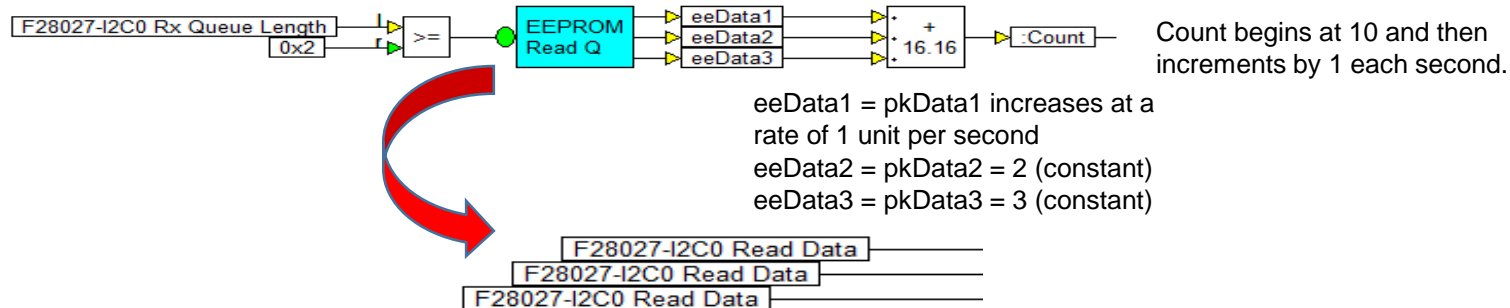 F28027-I2C0 Rx Queue Length
l
0x2
r
>=
EEPROM
Read Q
eeData1
eeData2
eeData3
+
16.16
:Count
Count begins at 10 and then
increments by 1 each second.
eeData1 = pkData1 increases at a
rate of 1 unit per second
eeData2 = pkData2 = 2 (constant)
eeData3 = pkData3 = 3 (constant)
F28027-I2C0 Read Data
F28027-I2C0 Read Data
F28027-I2C0 Read Data